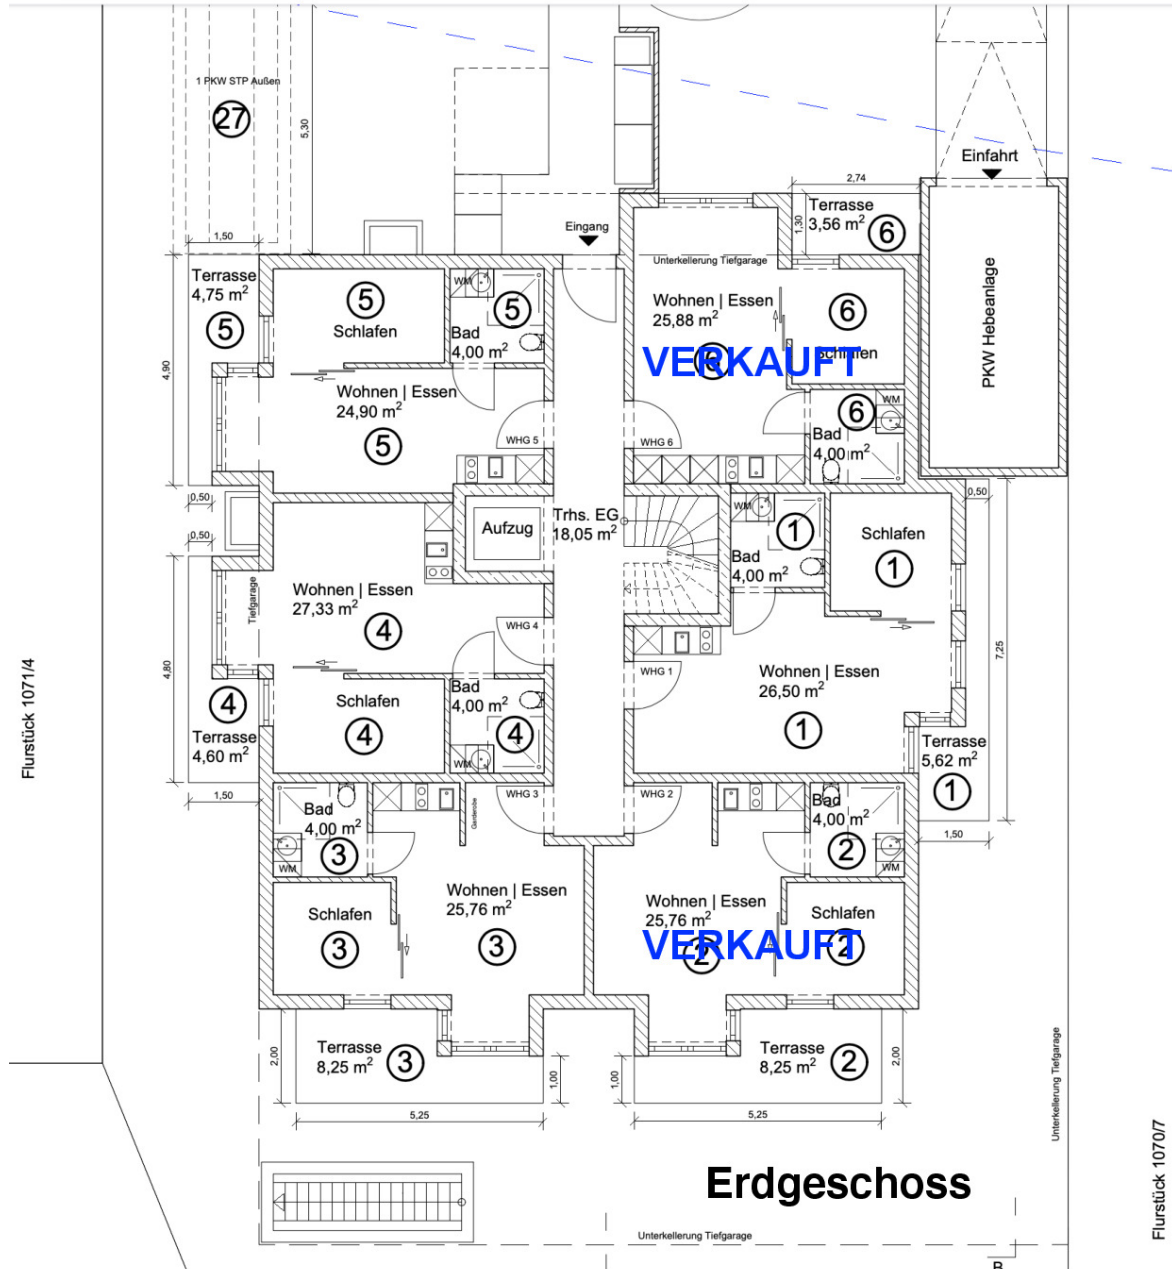 1 PKW STP Außen
27
5,30
Einfahrt
2,74
Terrasse
3,56 m²
6
1,30
Eingang
1,50
Unterkellerung Tiefgarage
Terrasse
4,75 m²
5
5
Schlafen
WM
5
Bad
4,00 m²
Wohnen | Essen
25,88 m²
6
VERKAUFT
6
Schlafen
PKW Hebeanlage
4,90
Wohnen | Essen
24,90 m²
5
WHG 5
WHG 6
WM
6
Bad
4,00 m²
0,50
0,50
Aufzug
Trhs. EG
18,05 m²
WM
1
Bad
4,00 m²
Schlafen
1
0,50
Tiefgarage
Wohnen | Essen
27,33 m²
4
WHG 4
WHG 1
Wohnen | Essen
26,50 m²
1
7,25
Flurstück 1071/4
4,80
4
Terrasse
4,60 m²
Schlafen
4
Bad
4,00 m²
4
WM
Terrasse
5,62 m²
1
1,50
1,50
Bad
4,00 m²
3
WM
Garderobe
WHG 3
WHG 2
Bad
4,00 m²
2
WM
Wohnen | Essen
25,76 m²
3
Schlafen
3
Wohnen | Essen
25,76 m²
2
VERKAUFT
Schlafen
2
2,00
Terrasse
8,25 m²
3
1,00
1,00
Terrasse
8,25 m²
2
2,00
5,25
5,25
Unterkellerung Tiefgarage
Flurstück 1070/7
Erdgeschoss
Unterkellerung Tiefgarage
B